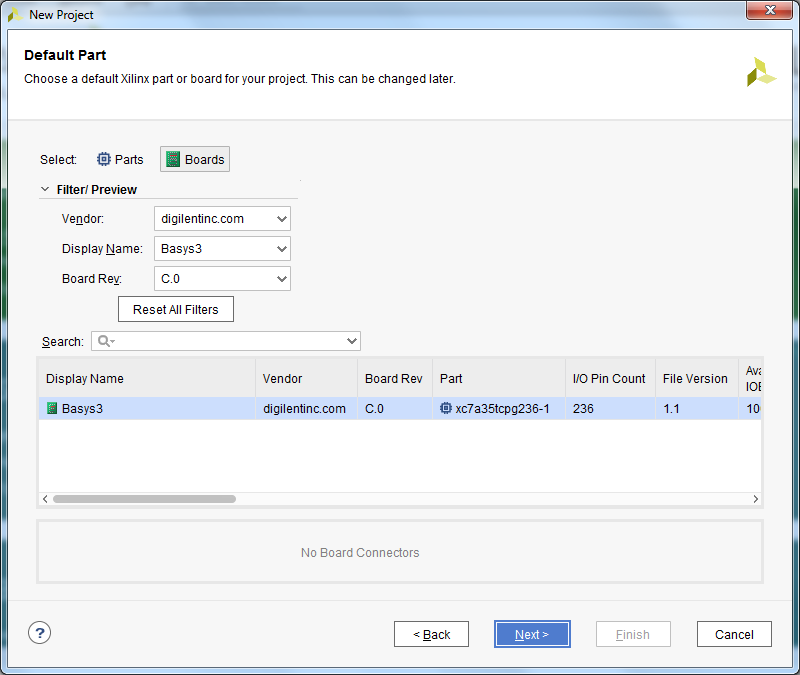 New Project
Default Part
Choose a default Xilinx part or board for your project. This can be changed later.
Select: Parts Boards
Filter/ Preview
Vendor: digilentinc.com
Display Name: Basys3
Board Rev: C.0
Reset All Filters
Search:
Display Name Vendor Board Rev Part I/O Pin Count File Version
Basys3 digilentinc.com C.0 xc7a35tcpg236-1 236 1.1
No Board Connectors
? < Back Next > Finish Cancel